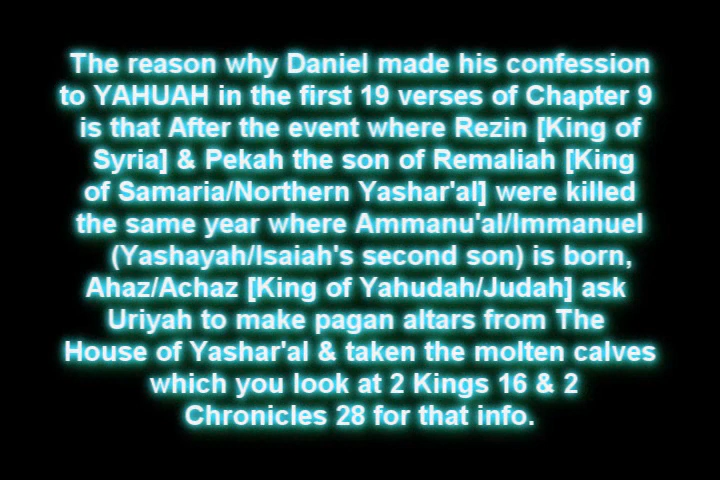 The reason why Daniel made his confession
to YAHUAH in the first 19 verses of Chapter 9
is that After the event where Rezin [King of
Syria] & Pekah the son of Remaliah [King
of Samaria/Northern Yashar'al] were killed
the same year where Ammanu'al/Immanuel
(Yashayah/Isaiah's second son) is born,
Ahaz/Achaz [King of Yahudah/Judah] ask
Uriyah to make pagan altars from The
House of Yashar'al & taken the molten calves
which you look at 2 Kings 16 & 2
Chronicles 28 for that info.